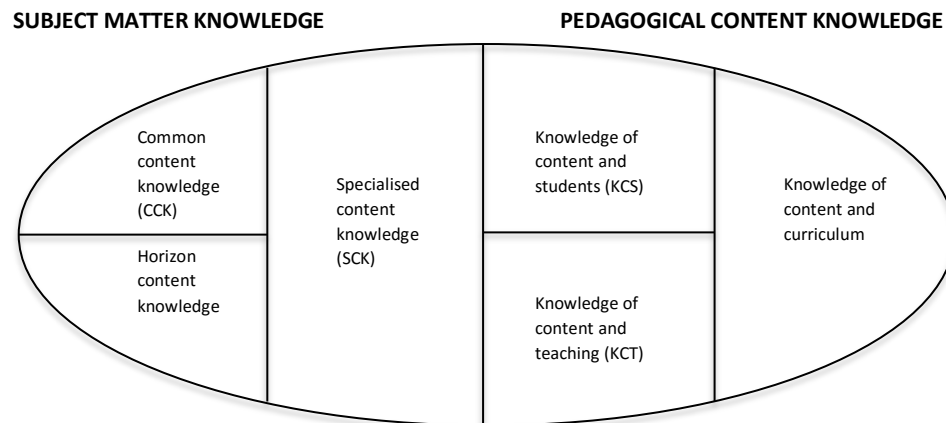 SUBJECT MATTER KNOWLEDGE
PEDAGOGICAL CONTENT KNOWLEDGE
Common
content
knowledge
(CCK)
Horizon
content
knowledge
Specialised
content
knowledge
(SCK)
Knowledge of
content and
students (KCS)
Knowledge of
content and
teaching (KCT)
Knowledge of
content and
curriculum